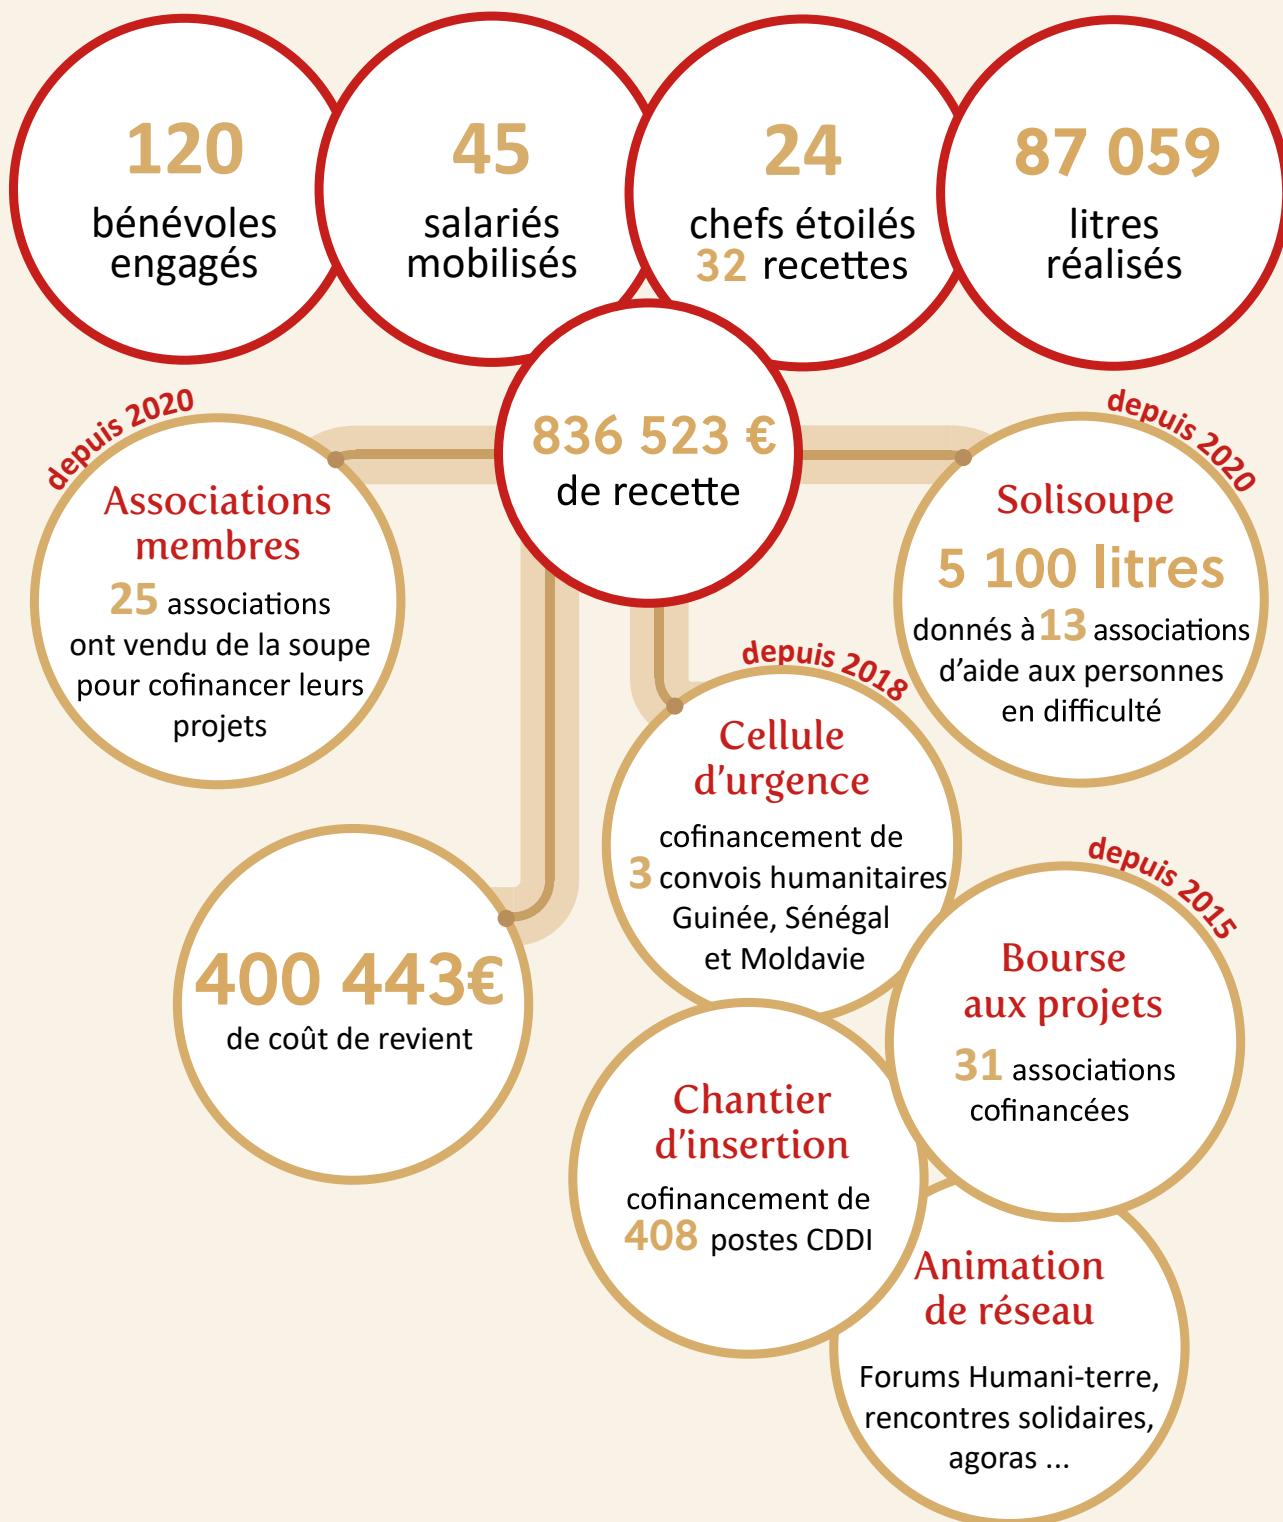 120
bénévoles
engagés
45
salariés
mobilisés
24
chefs étoilés
32 recettes
87 059
litres
réalisés
836 523 €
de recette
depuis 2020
Associations
membres
25 associations
ont vendu de la soupe
pour cofinancer leurs
projets
depuis 2020
Solisoupe
5 100 litres
donnés à 13 associations
d'aide aux personnes
en difficulté
depuis 2018
Cellule
d'urgence
cofinancement de
3 convois humanitaires
Guinée, Sénégal
et Moldavie
400 443€
de coût de revient
depuis 2015
Bourse
aux projets
31 associations
cofinancées
Chantier
d'insertion
cofinancement de
408 postes CDDI
Animation
de réseau
Forums Humani-terre,
rencontres solidaires,
agoras ...